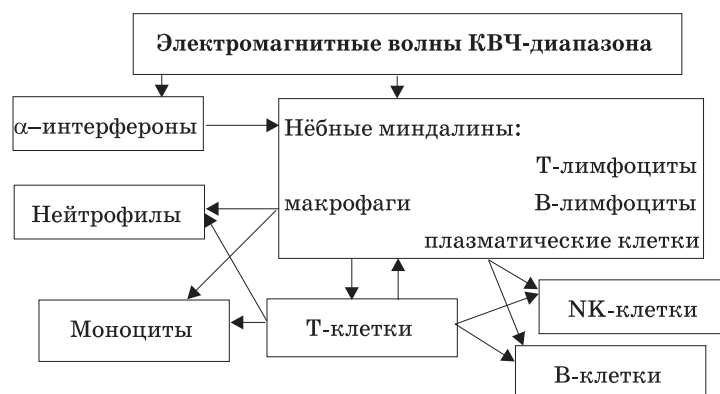 Электромагнитные волны КВЧ-диапазона
α–интерфероны
Нёбные миндалины:
Т-лимфоциты
Нейтрофилы
макрофаги
В-лимфоциты
плазматические клетки
Моноциты
Т-клетки
NK-клетки
В-клетки